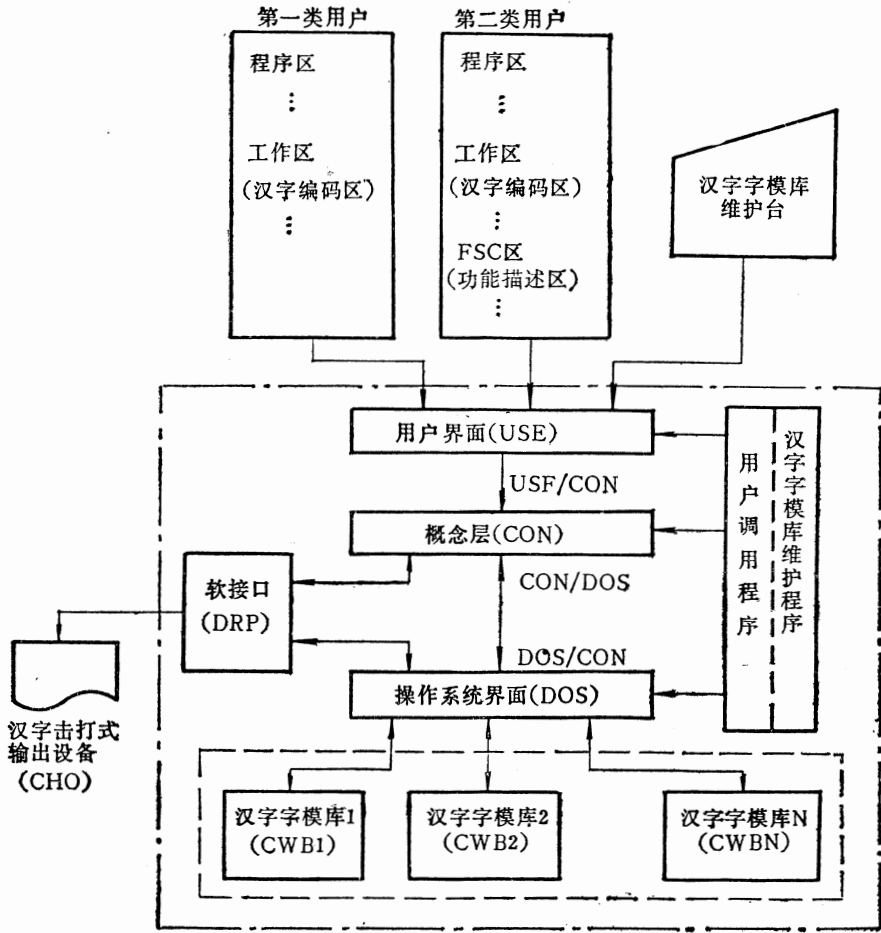 第一类用户
程序区
⋮
工作区
(汉字编码区)
⋮
第二类用户
程序区
⋮
工作区
(汉字编码区)
⋮
FSC区
(功能描述区)
⋮
汉字字模库
维护台
用户界面(USE)
USF/CON
概念层(CON)
CON/DOS
DOS/CON
操作系统界面(DOS)
用户调用程序
汉字字模库维护程序
软接口
(DRP)
汉字击打式
输出设备
(CHO)
汉字字模库1
(CWB1)
汉字字模库2
(CWB2)
汉字字模库N
(CWBN)